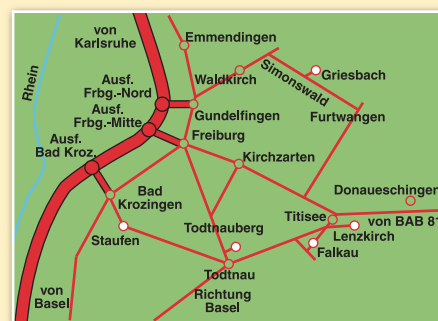 von
Karlsruhe
Emmendingen
Rhein
Ausf.
Frbg.-Nord
Waldkirch
Simonswald
Griesbach
Ausf.
Frbg.-Mitte
Gundelfingen
Furtwangen
Freiburg
Ausf.
Bad Kroz.
Kirchzarten
Bad
Krozingen
Donaueschingen
Titisee
von BAB 81
Staufen
Todtnauberg
Lenzkirch
Falkau
Todtnau
von
Basel
Richtung
Basel